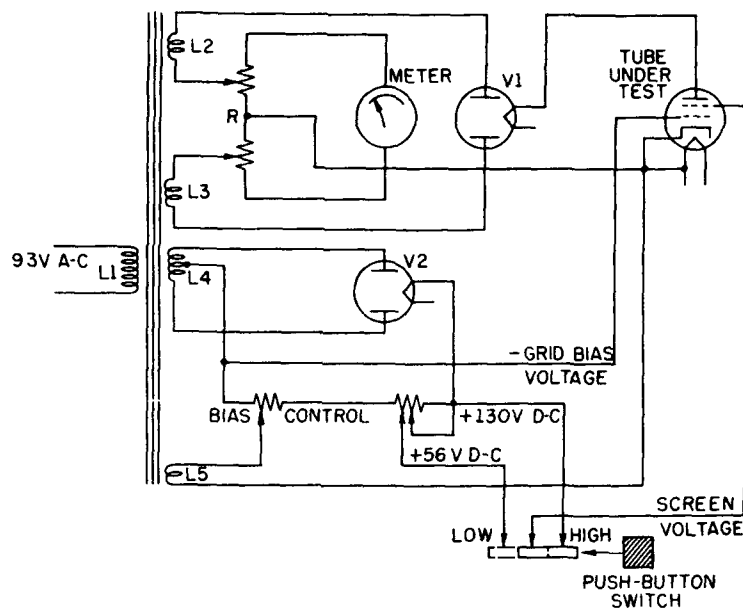 L2
METER
V1
TUBE
UNDER
TEST
R
L3
93V A-C
L1
L4
V2
-GRID BIAS
VOLTAGE
BIAS CONTROL
+130V D-C
+56V D-C
L5
SCREEN
VOLTAGE
LOW
HIGH
PUSH-BUTTON
SWITCH